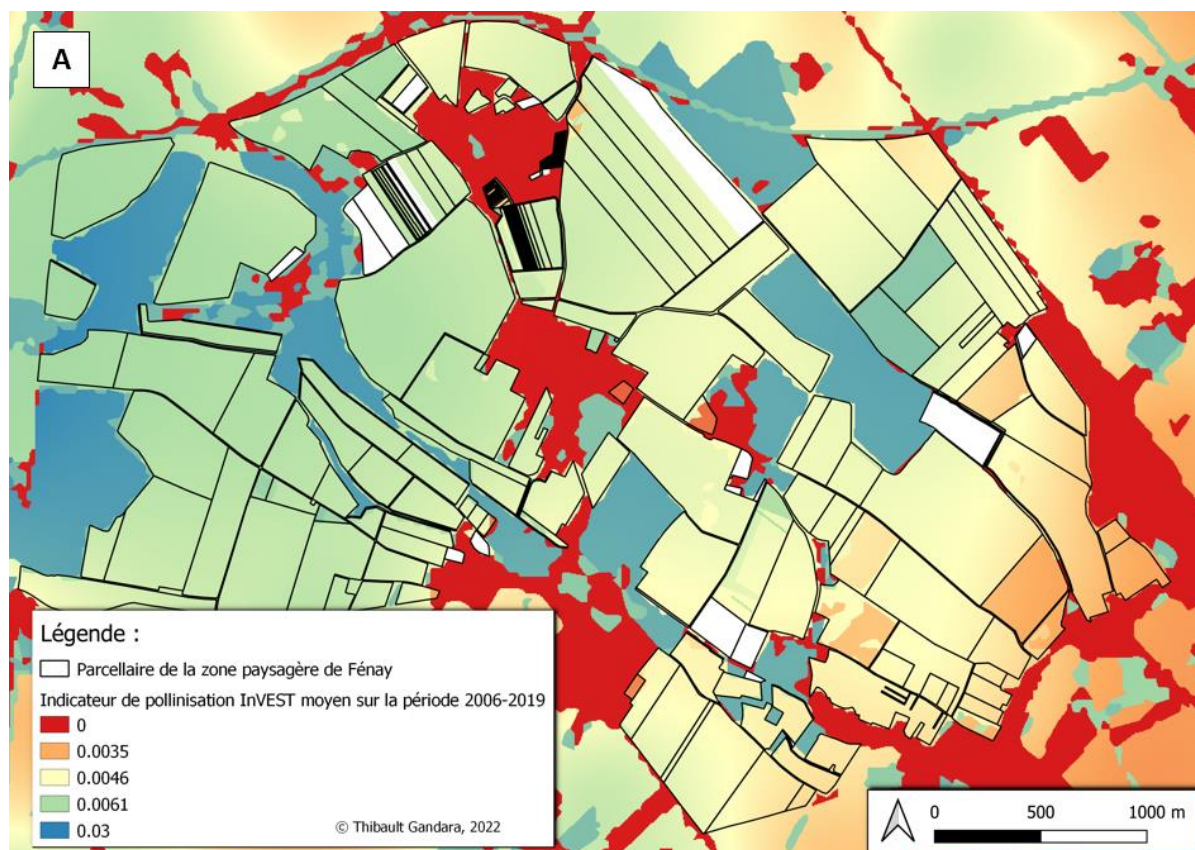 A
Légende :
Parcellaire de la zone paysagère de Fénay
Indicateur de pollinisation InVEST moyen sur la période 2006-2019
0
0.0035
0.0046
0.0061
0.03
© Thibault Gandara, 2022
0 500 1000 m